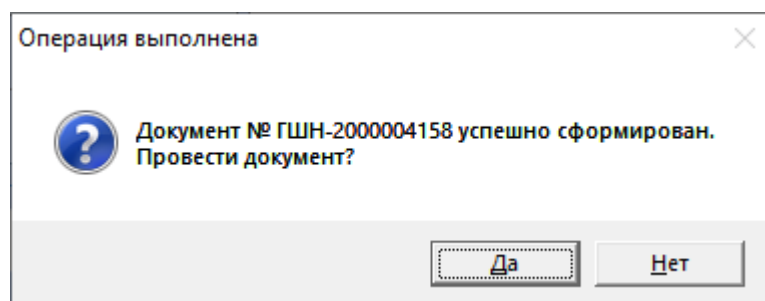 Операция выполнена
Документ № ГШН-2000004158 успешно сформирован.
Провести документ?
Да
Нет